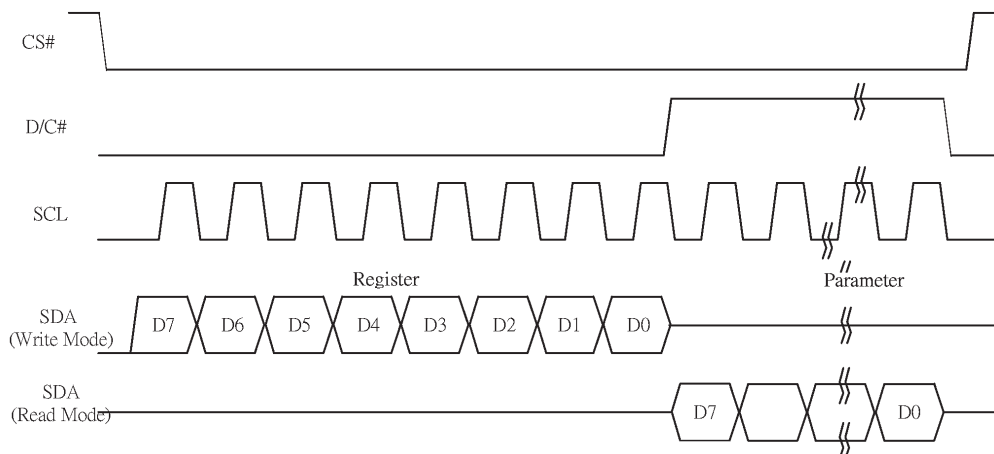 CS#
D/C#
SCL
Register Parameter
SDA
(Write Mode)
D7 D6 D5 D4 D3 D2 D1 D0
SDA
(Read Mode)
D7 D0